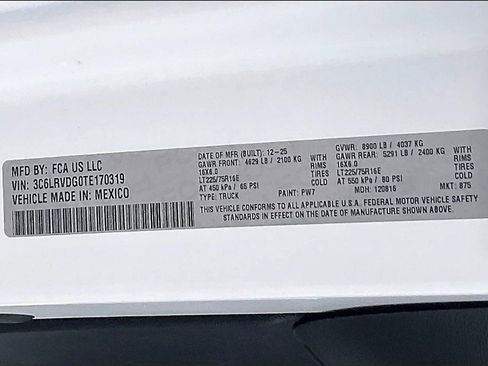 MFD BY: FCA US LLC
VIN: 3C6LRVDG0TE170319
VEHICLE MADE IN: MEXICO
DATE OF MFR (BUILT): 12-25
GAWR FRONT: 4629 LB / 2100 KG
16X6.0 WITH
LT225/75R16E TIRES
AT 450 kPa / 65 PSI RIMS
TYPE: TRUCK PAINT: PW7
GVWR: 8900 LB / 4037 KG
GAWR REAR: 5291 LB / 2400 KG
16X6.0 WITH
LT225/75R16E TIRES
AT 550 kPa / 80 PSI RIMS
MDH: 120816 MKT: 875
THIS VEHICLE CONFORMS TO ALL APPLICABLE U.S.A. FEDERAL MOTOR VEHICLE SAFETY
STANDARDS IN EFFECT ON THE DATE OF MANUFACTURE SHOWN ABOVE.